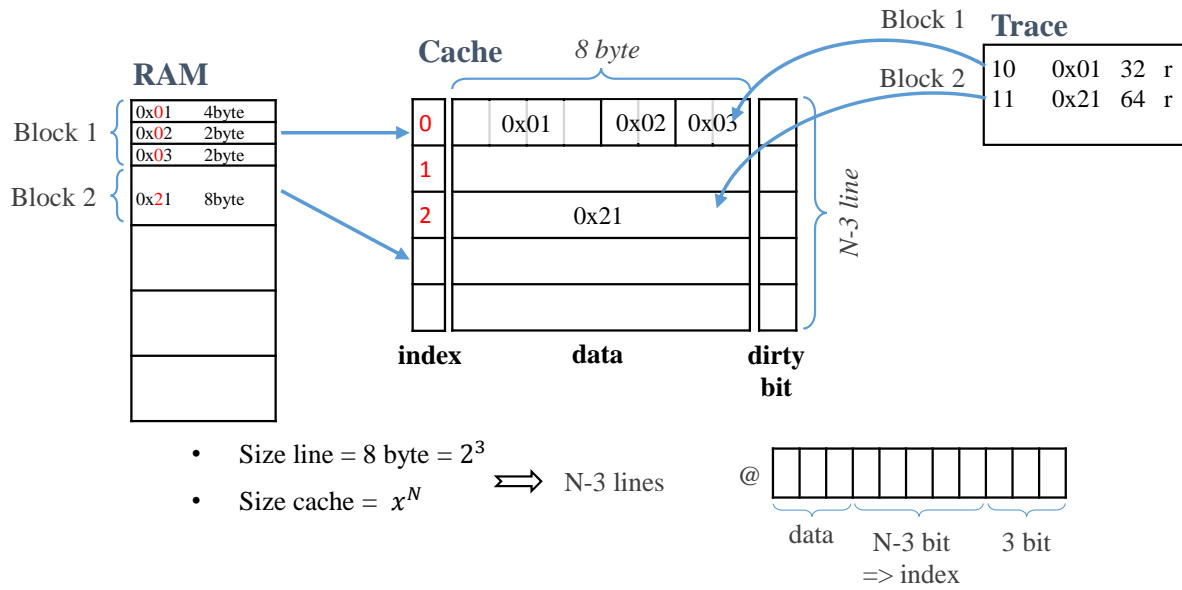 RAM
Block 1
0x01 4byte
0x02 2byte
0x03 2byte
Block 2
0x21 8byte
Cache
8 byte
0 0x01 0x02 0x03
1
2 0x21
N-3 line
index data dirty bit
Block 1
Block 2
Trace
10 0x01 32 r
11 0x21 64 r
• Size line = 8 byte = 2³
• Size cache = x^N
N-3 lines
@
data N-3 bit 3 bit
=> index